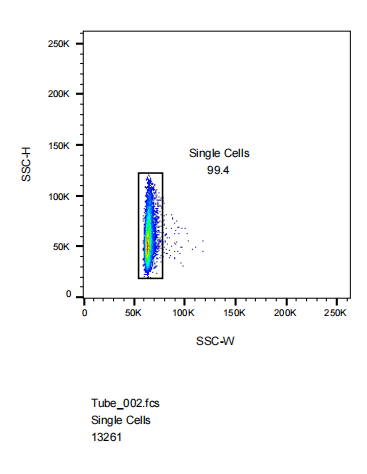 250K
200K
150K
100K
50K
0
SSC-H
Single Cells
99.4
0 50K 100K 150K 200K 250K
SSC-W
Tube_002.fcs
Single Cells
13261